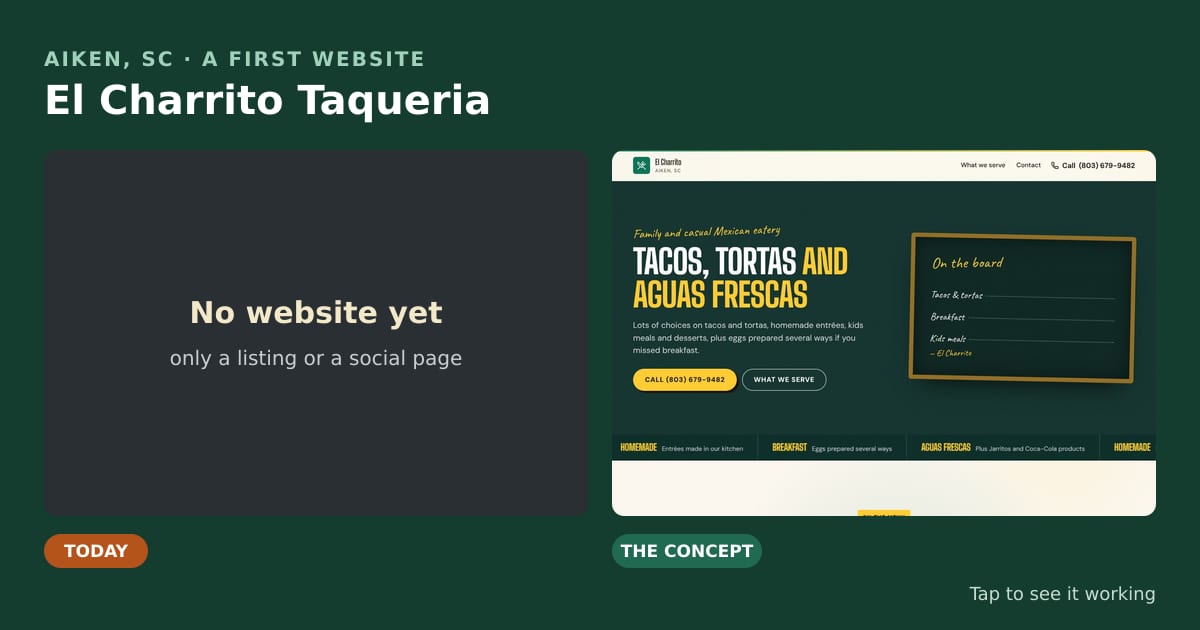 AIKEN, SC · A FIRST WEBSITE
El Charrito Taqueria
No website yet
only a listing or a social page
TODAY
El Charrito
AIKEN, SC
What we serve
Contact
Call (803) 679-9482
Family and casual Mexican eatery
TACOS, TORTAS AND
AGUAS FRESCAS
Lots of choices on tacos and tortas, homemade entrées, kids
meals and desserts, plus eggs prepared several ways if you
missed breakfast.
CALL (803) 679-9482
WHAT WE SERVE
On the board
Tacos & tortas
Breakfast
Kids meals
– El Charrito
HOMEMADE Entrées made in our kitchen
BREAKFAST Eggs prepared several ways
AGUAS FRESCAS Plus Jarritos and Coca-Cola products
HOMEMADE
THE CONCEPT
Tap to see it working